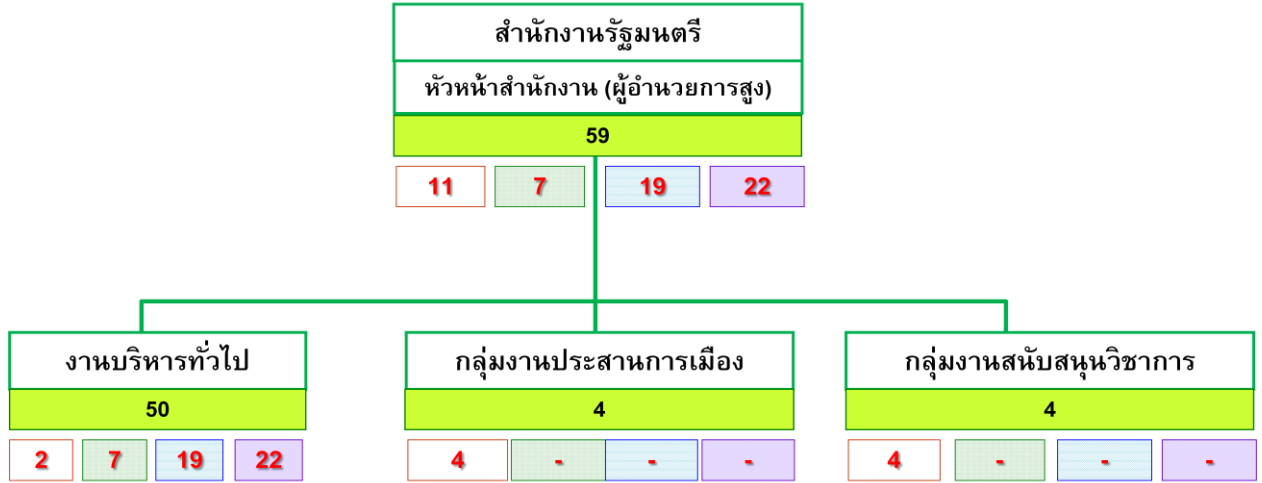 สำนักงานรัฐมนตรี
หัวหน้าสำนักงาน (ผู้อำนวยการสูง)
59
11 7 19 22
งานบริหารทั่วไป กลุ่มงานประสานการเมือง กลุ่มงานสนับสนุนวิชาการ
50 4 4
2 7 19 22 4 - - - 4 - - -